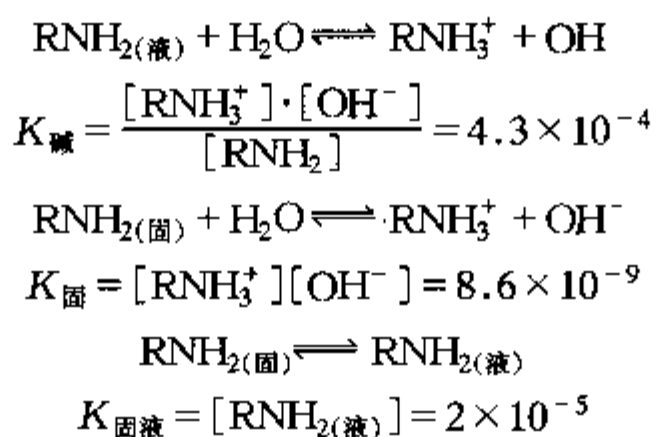 RNH₂(液) + H₂O ⇌ RNH₃⁺ + OH
K碱 = [RNH₃⁺]·[OH⁻] / [RNH₂] = 4.3×10⁻⁴
RNH₂(固) + H₂O ⇌ RNH₃⁺ + OH⁻
K固 = [RNH₃⁺][OH⁻] = 8.6×10⁻⁹
RNH₂(固) ⇌ RNH₂(液)
K固液 = [RNH₂(液)] = 2×10⁻⁵